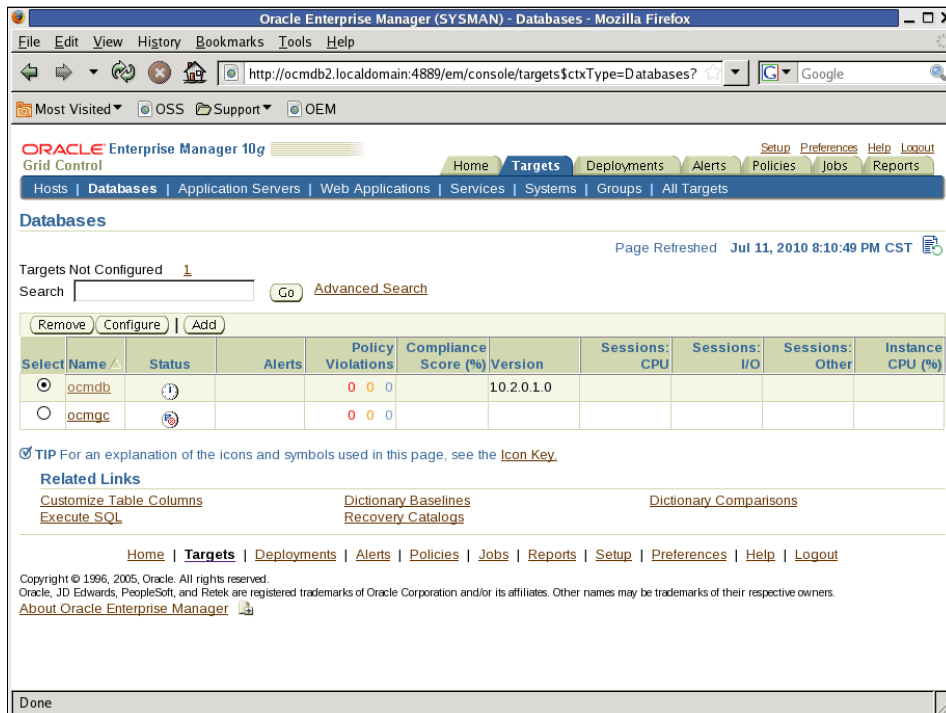 Oracle Enterprise Manager (SYSMAN) - Databases - Mozilla Firefox
File Edit View History Bookmarks Tools Help
http://ocmdb2.localdomain:4889/em/console/targets$ctxType=Databases? G Google
Most Visited OSS Support OEM
ORACLE Enterprise Manager 10g
Grid Control
Setup Preferences Help Logout
Home Targets Deployments Alerts Policies Jobs Reports
Hosts | Databases | Application Servers | Web Applications | Services | Systems | Groups | All Targets
Databases
Page Refreshed Jul 11, 2010 8:10:49 PM CST
Targets Not Configured 1
Search Go Advanced Search
Remove Configure | Add
Select Name Status Alerts Policy Violations Compliance Score (%) Version Sessions: CPU Sessions: I/O Sessions: Other Instance CPU (%)
ocmdb 0 0 0 10.2.0.1.0
ocmgc 0 0 0
TIP For an explanation of the icons and symbols used in this page, see the Icon Key.
Related Links
Customize Table Columns Dictionary Baselines Dictionary Comparisons
Execute SQL Recovery Catalogs
Home | Targets | Deployments | Alerts | Policies | Jobs | Reports | Setup | Preferences | Help | Logout
Copyright © 1996, 2005, Oracle. All rights reserved.
Oracle, JD Edwards, PeopleSoft, and Retek are registered trademarks of Oracle Corporation and/or its affiliates. Other names may be trademarks of their respective owners.
About Oracle Enterprise Manager
Done